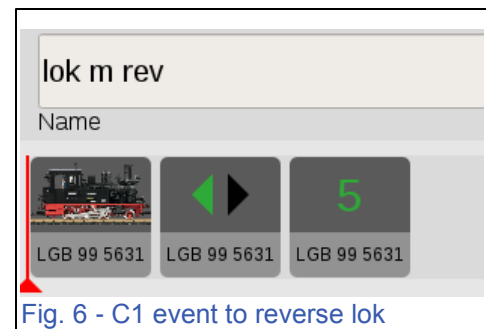 lok m rev
Name
5
LGB 99 5631 LGB 99 5631 LGB 99 5631
Fig. 6 - C1 event to reverse lok